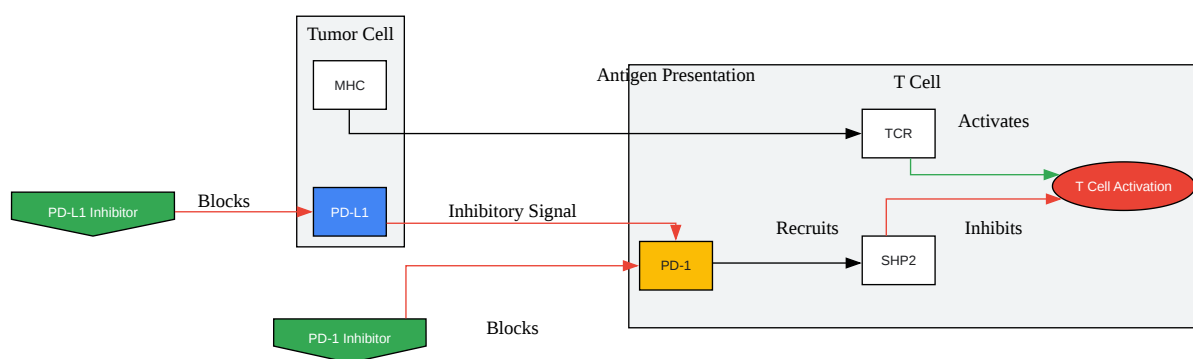 Tumor Cell
MHC
Antigen Presentation
T Cell
TCR
Activates
T Cell Activation
PD-L1 Inhibitor
Blocks
PD-L1
Inhibitory Signal
Recruits
Inhibits
PD-1
SHP2
PD-1 Inhibitor
Blocks